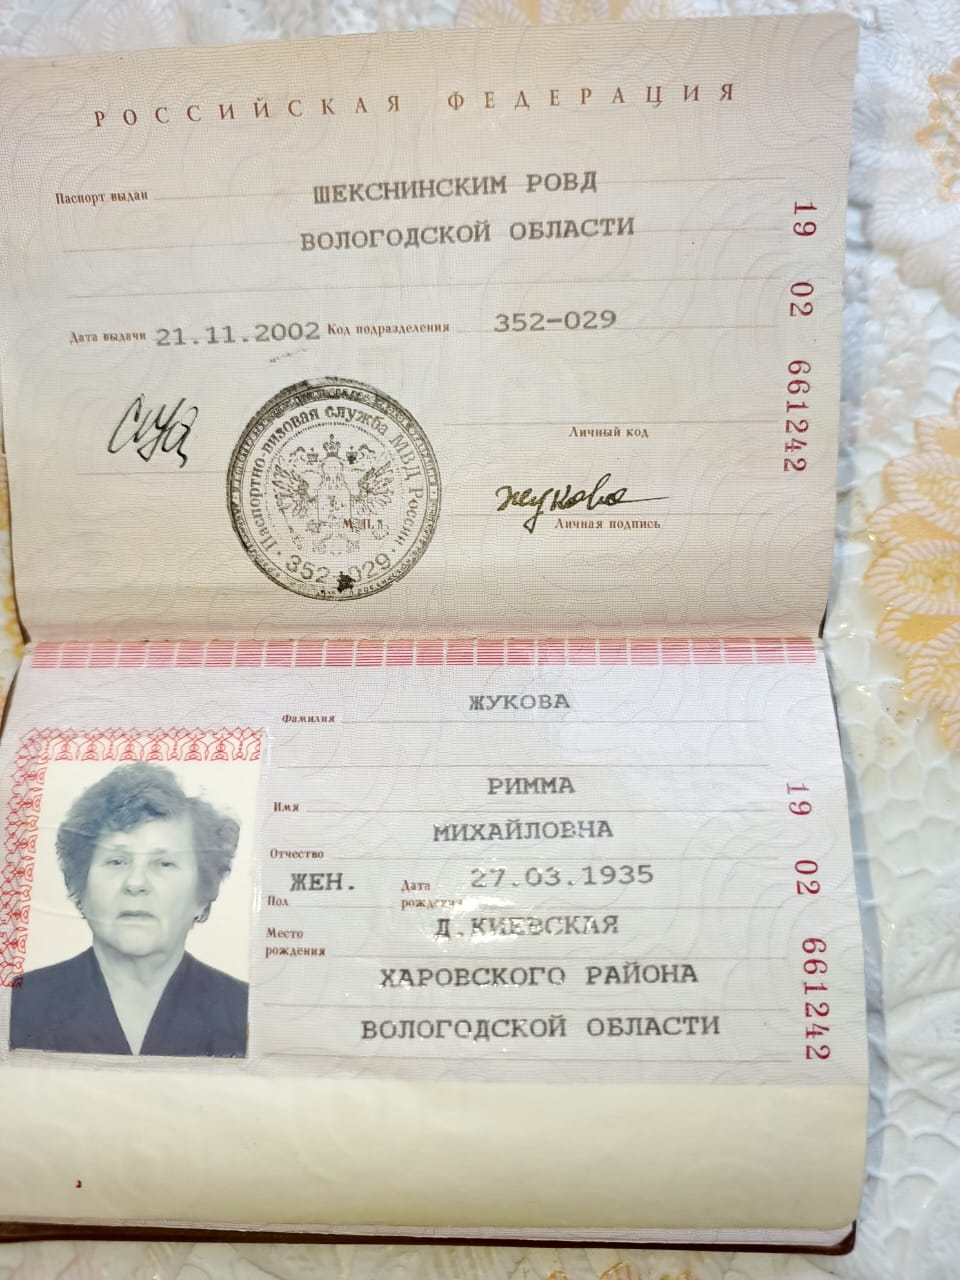 РОССИЙСКАЯ ФЕДЕРАЦИЯ
Паспорт выдан ШЕКСНИНСКИМ РОВД
ВОЛОГОДСКОЙ ОБЛАСТИ
Дата выдачи 21.11.2002 Код подразделения 352-029
Личный код
Жукова
Личная подпись
М.П.
Паспортно-визовая служба МВД России
352 029
19 02 661242
Фамилия ЖУКОВА
Имя РИММА
Отчество МИХАЙЛОВНА
Пол ЖЕН. Дата рождения 27.03.1935
Место рождения Д.КИЕВСКАЯ
ХАРОВСКОГО РАЙОНА
ВОЛОГОДСКОЙ ОБЛАСТИ
19 02 661242